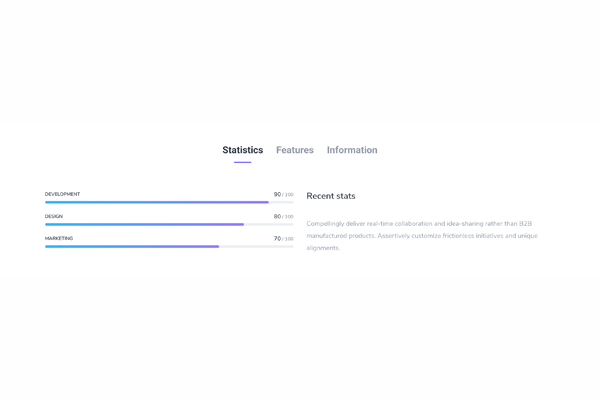 Statistics Features Information
DEVELOPMENT 90 / 100
DESIGN 80 / 100
MARKETING 70 / 100
Recent stats
Compellingly deliver real-time collaboration and idea-sharing rather than B2B
manufactured products. Assertively customize frictionless initiatives and unique
alignments.